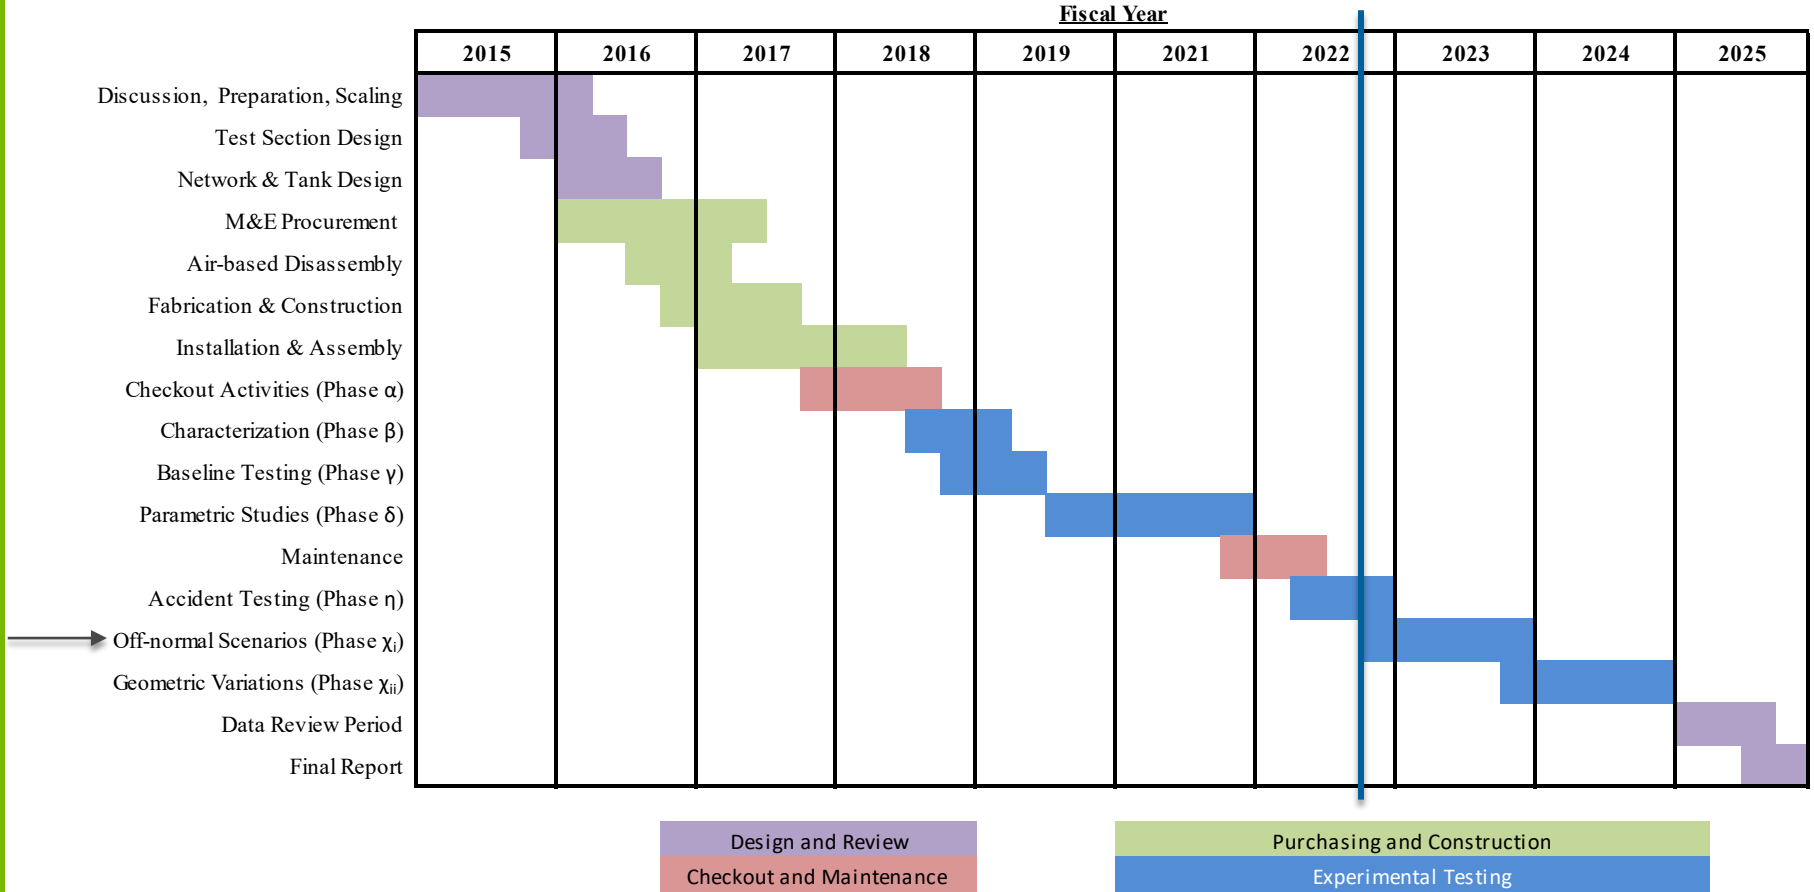 Fiscal Year
2015 2016 2017 2018 2019 2021 2022 2023 2024 2025
Discussion, Preparation, Scaling
Test Section Design
Network & Tank Design
M&E Procurement
Air-based Disassembly
Fabrication & Construction
Installation & Assembly
Checkout Activities (Phase α)
Characterization (Phase β)
Baseline Testing (Phase γ)
Parametric Studies (Phase δ)
Maintenance
Accident Testing (Phase η)
Off-normal Scenarios (Phase χi)
Geometric Variations (Phase χii)
Data Review Period
Final Report
Design and Review Purchasing and Construction
Checkout and Maintenance Experimental Testing